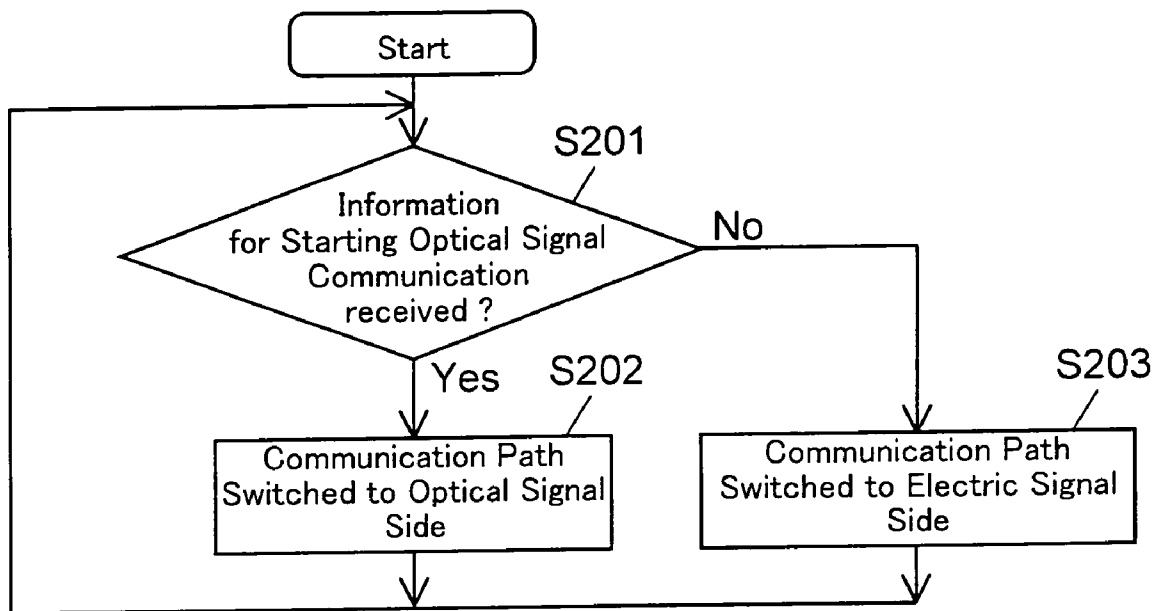 Start
S201
Information
for Starting Optical Signal
Communication
received ?
No
Yes
S202
S203
Communication Path
Switched to Optical Signal
Side
Communication Path
Switched to Electric Signal
Side